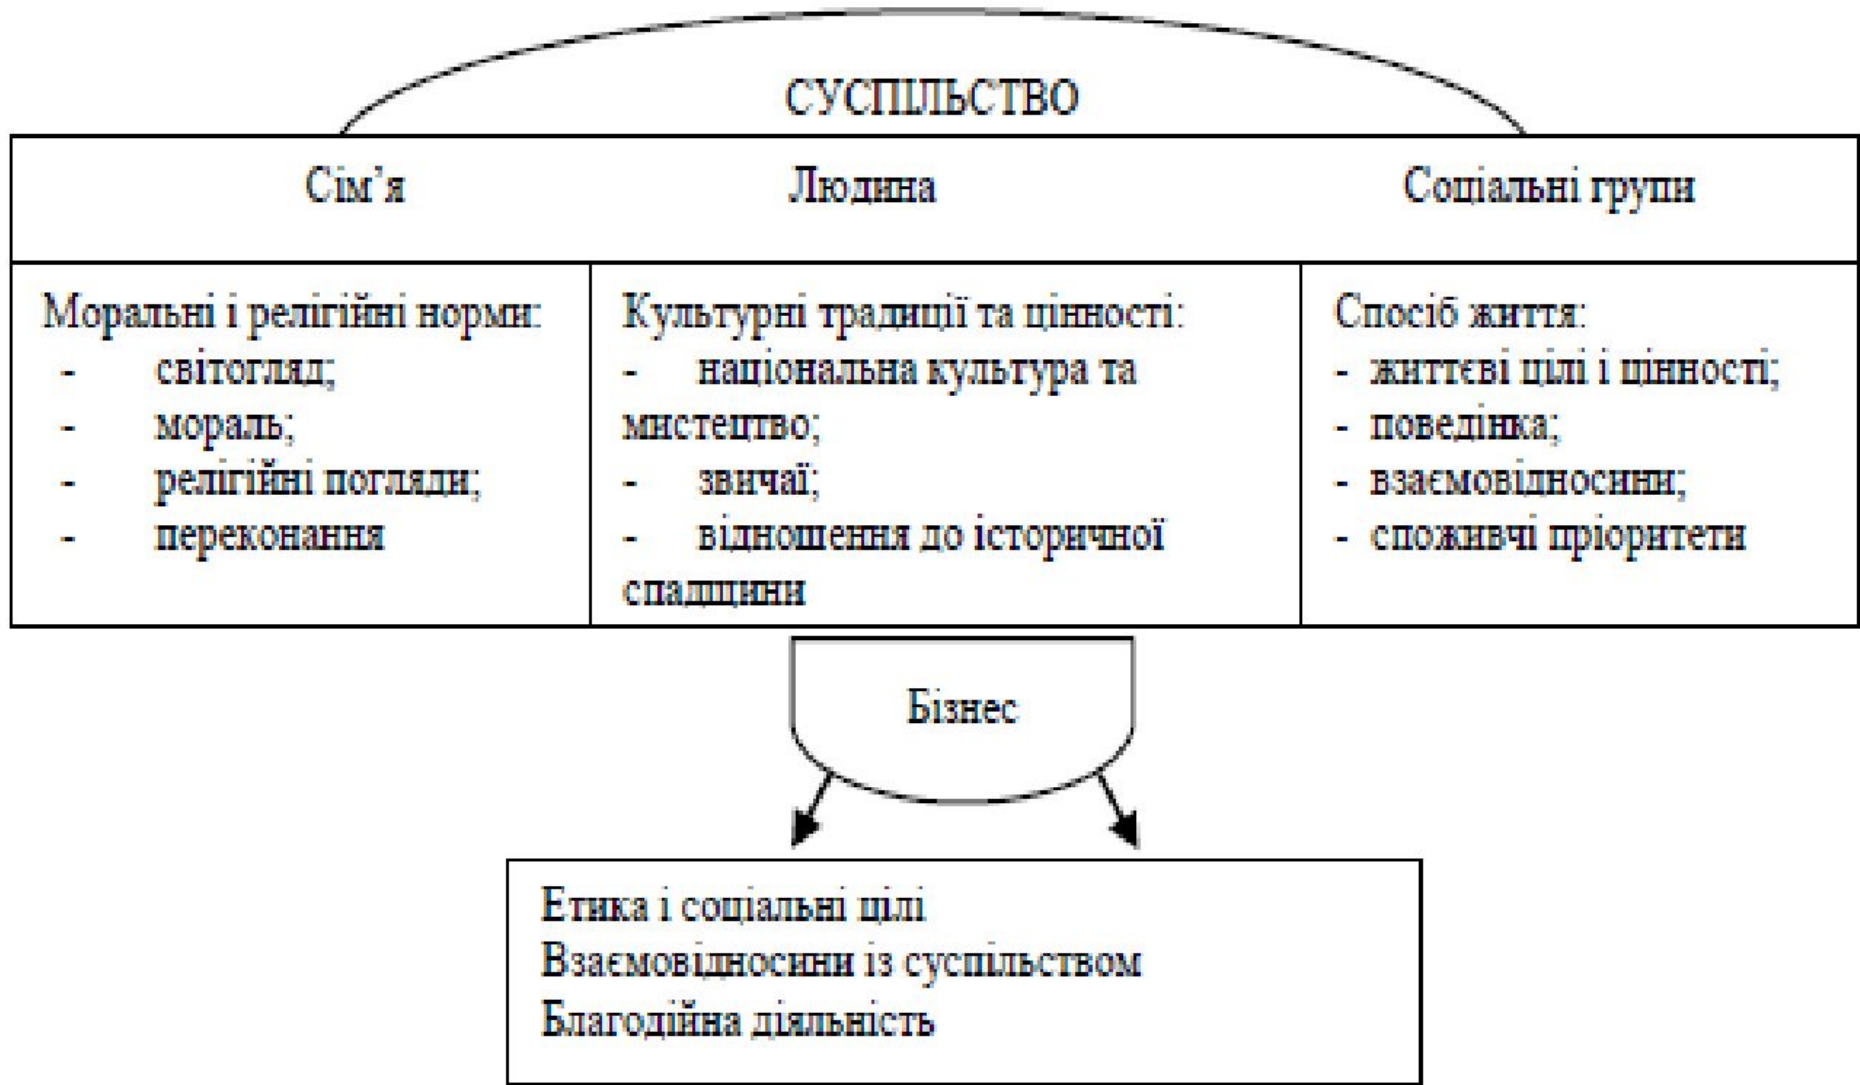 СУСПІЛЬСТВО
Сім’я Людина Соціальні групи
Моральні і релігійні норми:
- світогляд;
- мораль;
- релігійні погляди;
- переконання
Культурні традиції та цінності:
- національна культура та
мистецтво;
- звичаї;
- відношення до історичної
спадщини
Спосіб життя:
- життєві цілі і цінності;
- поведінка;
- взаємовідносини;
- споживчі пріоритети
Бізнес
Етика і соціальні цілі
Взаємовідносини із суспільством
Благодійна діяльність